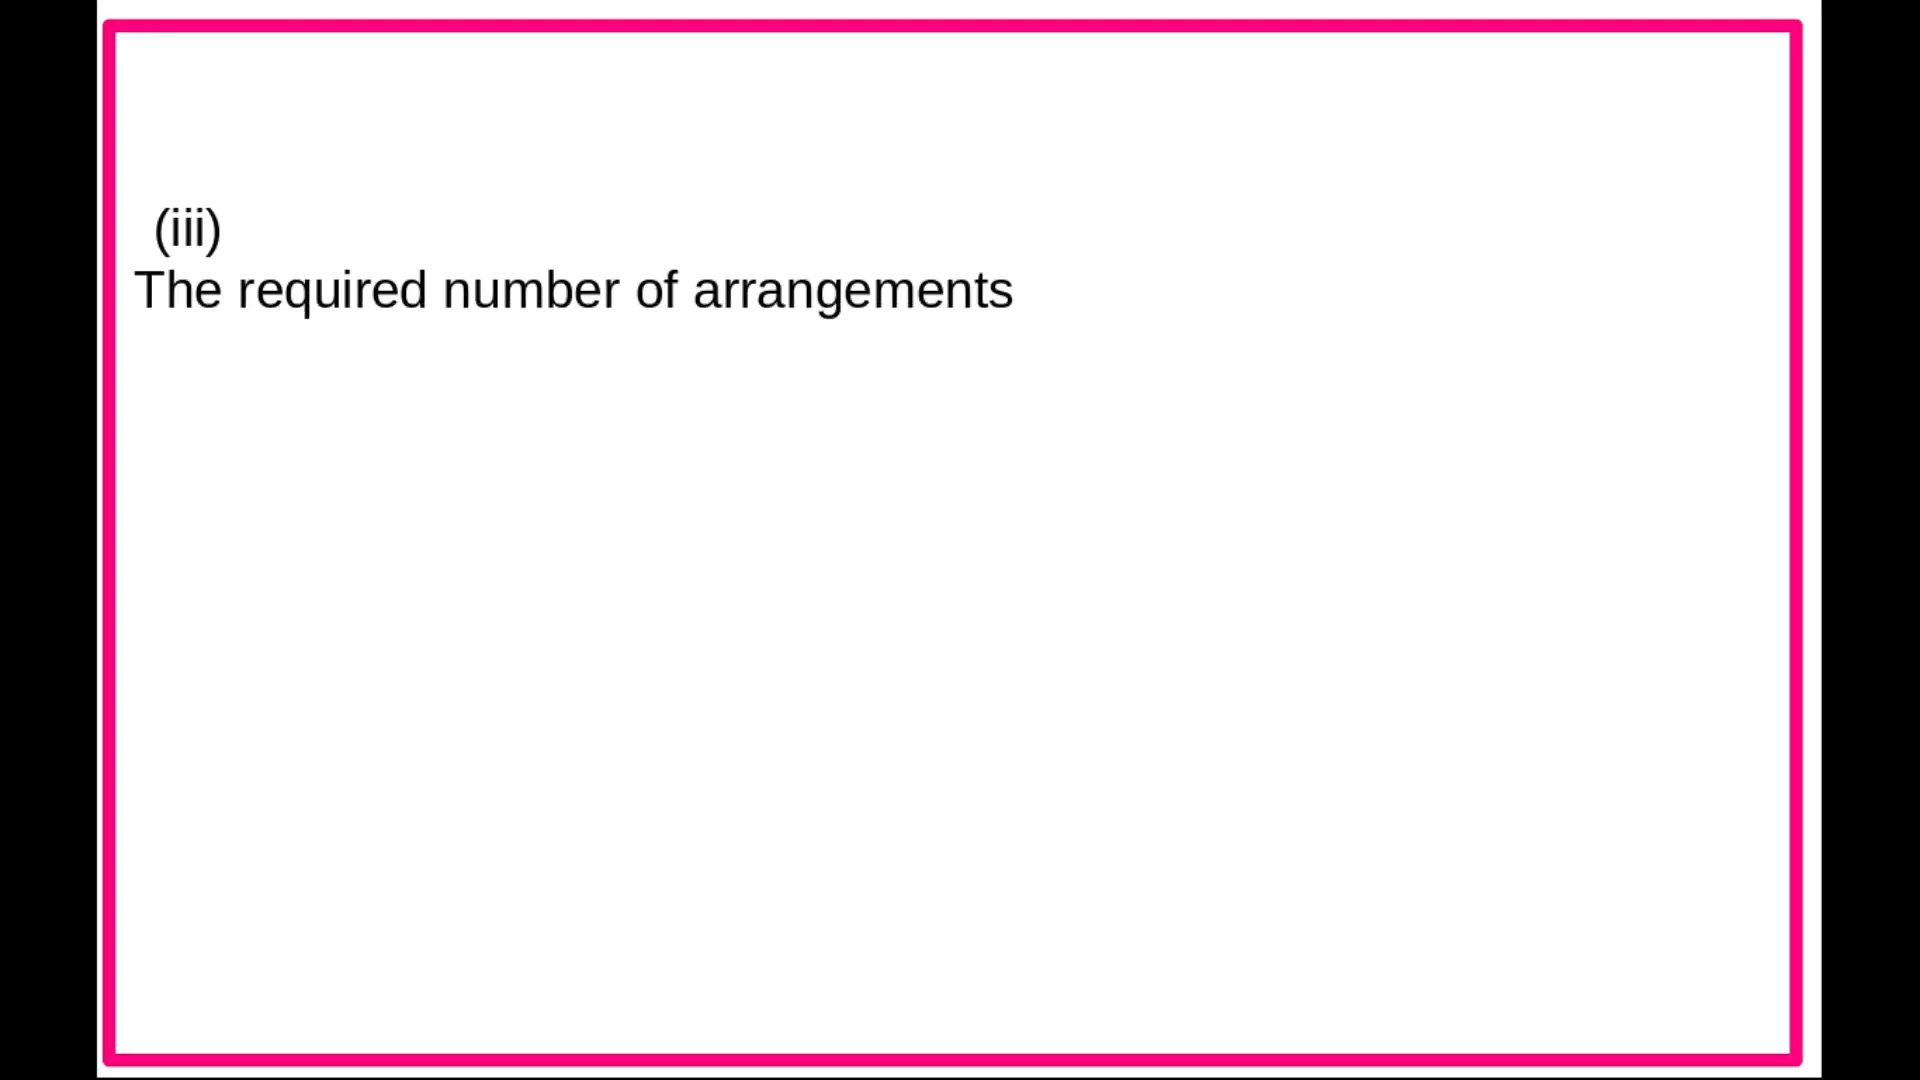 (iii)
The required number of arrangements